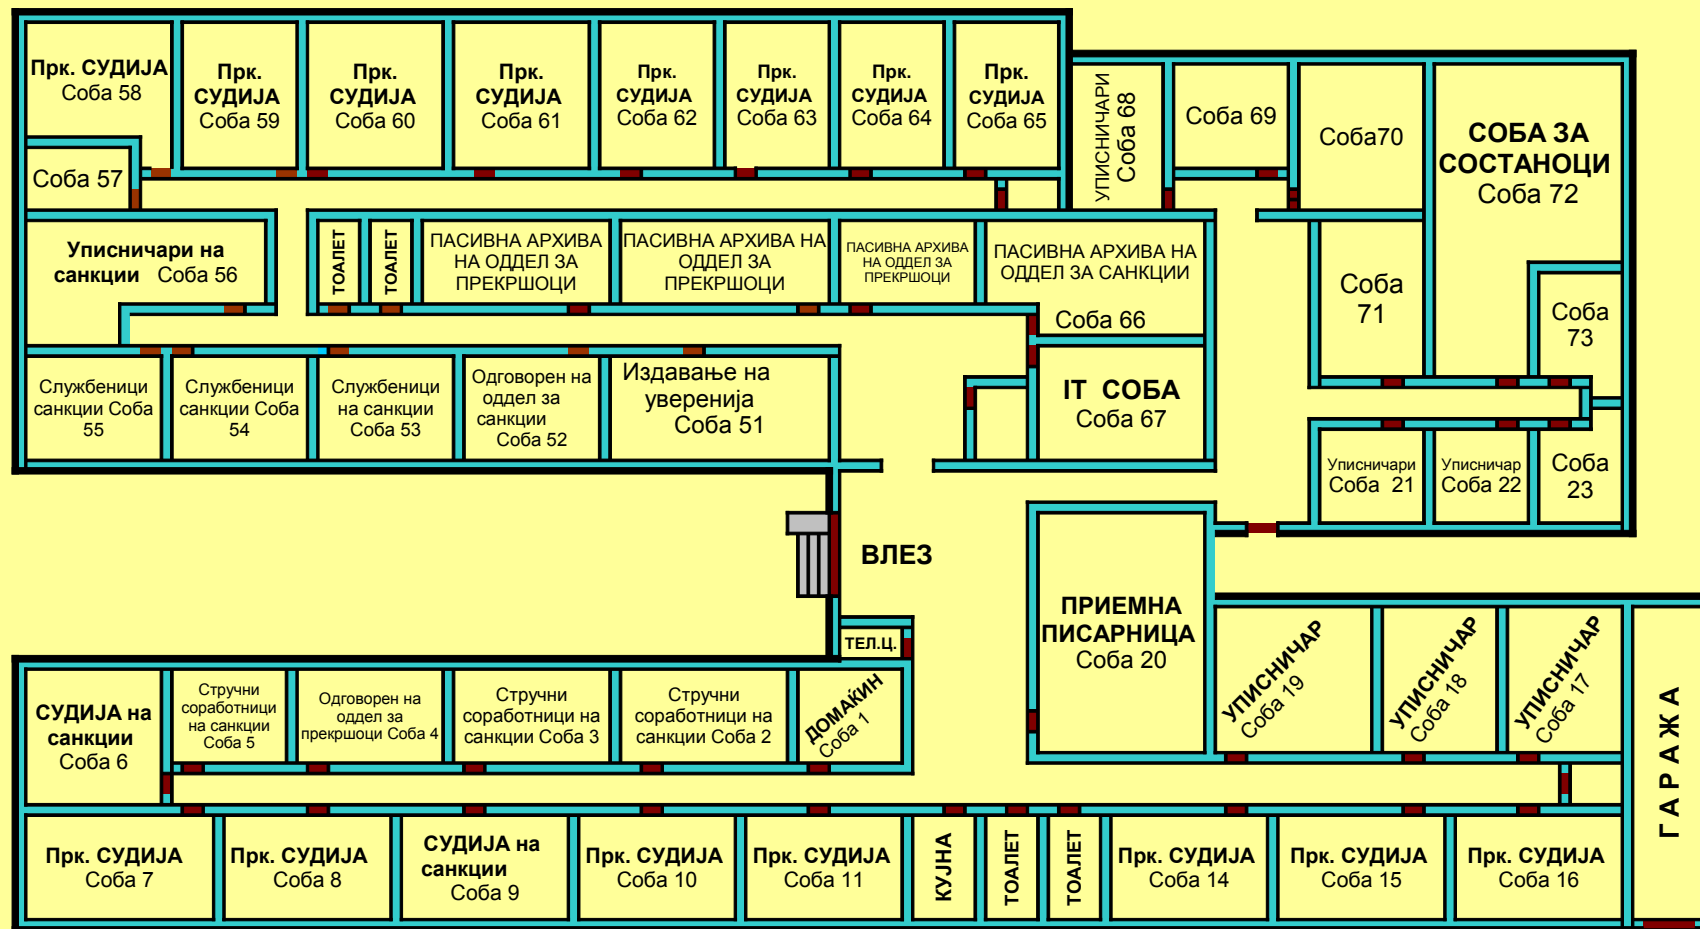 Прк. СУДИЈА
Соба 58
Прк.
СУДИЈА
Соба 59
Прк.
СУДИЈА
Соба 60
Прк.
СУДИЈА
Соба 61
Прк.
СУДИЈА
Соба 62
Прк.
СУДИЈА
Соба 63
Прк.
СУДИЈА
Соба 64
Прк.
СУДИЈА
Соба 65
УПИСНИЧАРИ
Соба 68
Соба 69
Соба70
СОБА ЗА
СОСТАНОЦИ
Соба 72
Соба 57
Уписничари на
санкции Соба 56
ТОАЛЕТ
ТОАЛЕТ
ПАСИВНА АРХИВА
НА ОДДЕЛ ЗА
ПРЕКРШОЦИ
ПАСИВНА АРХИВА НА
ОДДЕЛ ЗА
ПРЕКРШОЦИ
ПАСИВНА АРХИВА
НА ОДДЕЛ ЗА
ПРЕКРШОЦИ
ПАСИВНА АРХИВА НА
ОДДЕЛ ЗА САНКЦИИ
Соба 66
Соба
71
Соба
73
Службеници
санкции Соба
55
Службеници
санкции Соба
54
Службеници
на санкции
Соба 53
Одговорен на
оддел за
санкции
Соба 52
Издавање на
уверенија
Соба 51
IT СОБА
Соба 67
Уписничари
Соба 21
Уписничар
Соба 22
Соба
23
ВЛЕЗ
ТЕЛ.Ц.
ПРИЕМНА
ПИСАРНИЦА
Соба 20
УПИСНИЧАР
Соба 19
УПИСНИЧАР
Соба 18
УПИСНИЧАР
Соба 17
ГАРАЖА
СУДИЈА на
санкции
Соба 6
Стручни
соработници
на санкции
Соба 5
Одговорен на
оддел за
прекршоци Соба 4
Стручни
соработници на
санкции Соба 3
Стручни
соработници на
санкции Соба 2
ДОМАЌИН
Соба 1
Прк. СУДИЈА
Соба 7
Прк. СУДИЈА
Соба 8
СУДИЈА на
санкции
Соба 9
Прк. СУДИЈА
Соба 10
Прк. СУДИЈА
Соба 11
КУЈНА
ТОАЛЕТ
ТОАЛЕТ
Прк. СУДИЈА
Соба 14
Прк. СУДИЈА
Соба 15
Прк. СУДИЈА
Соба 16